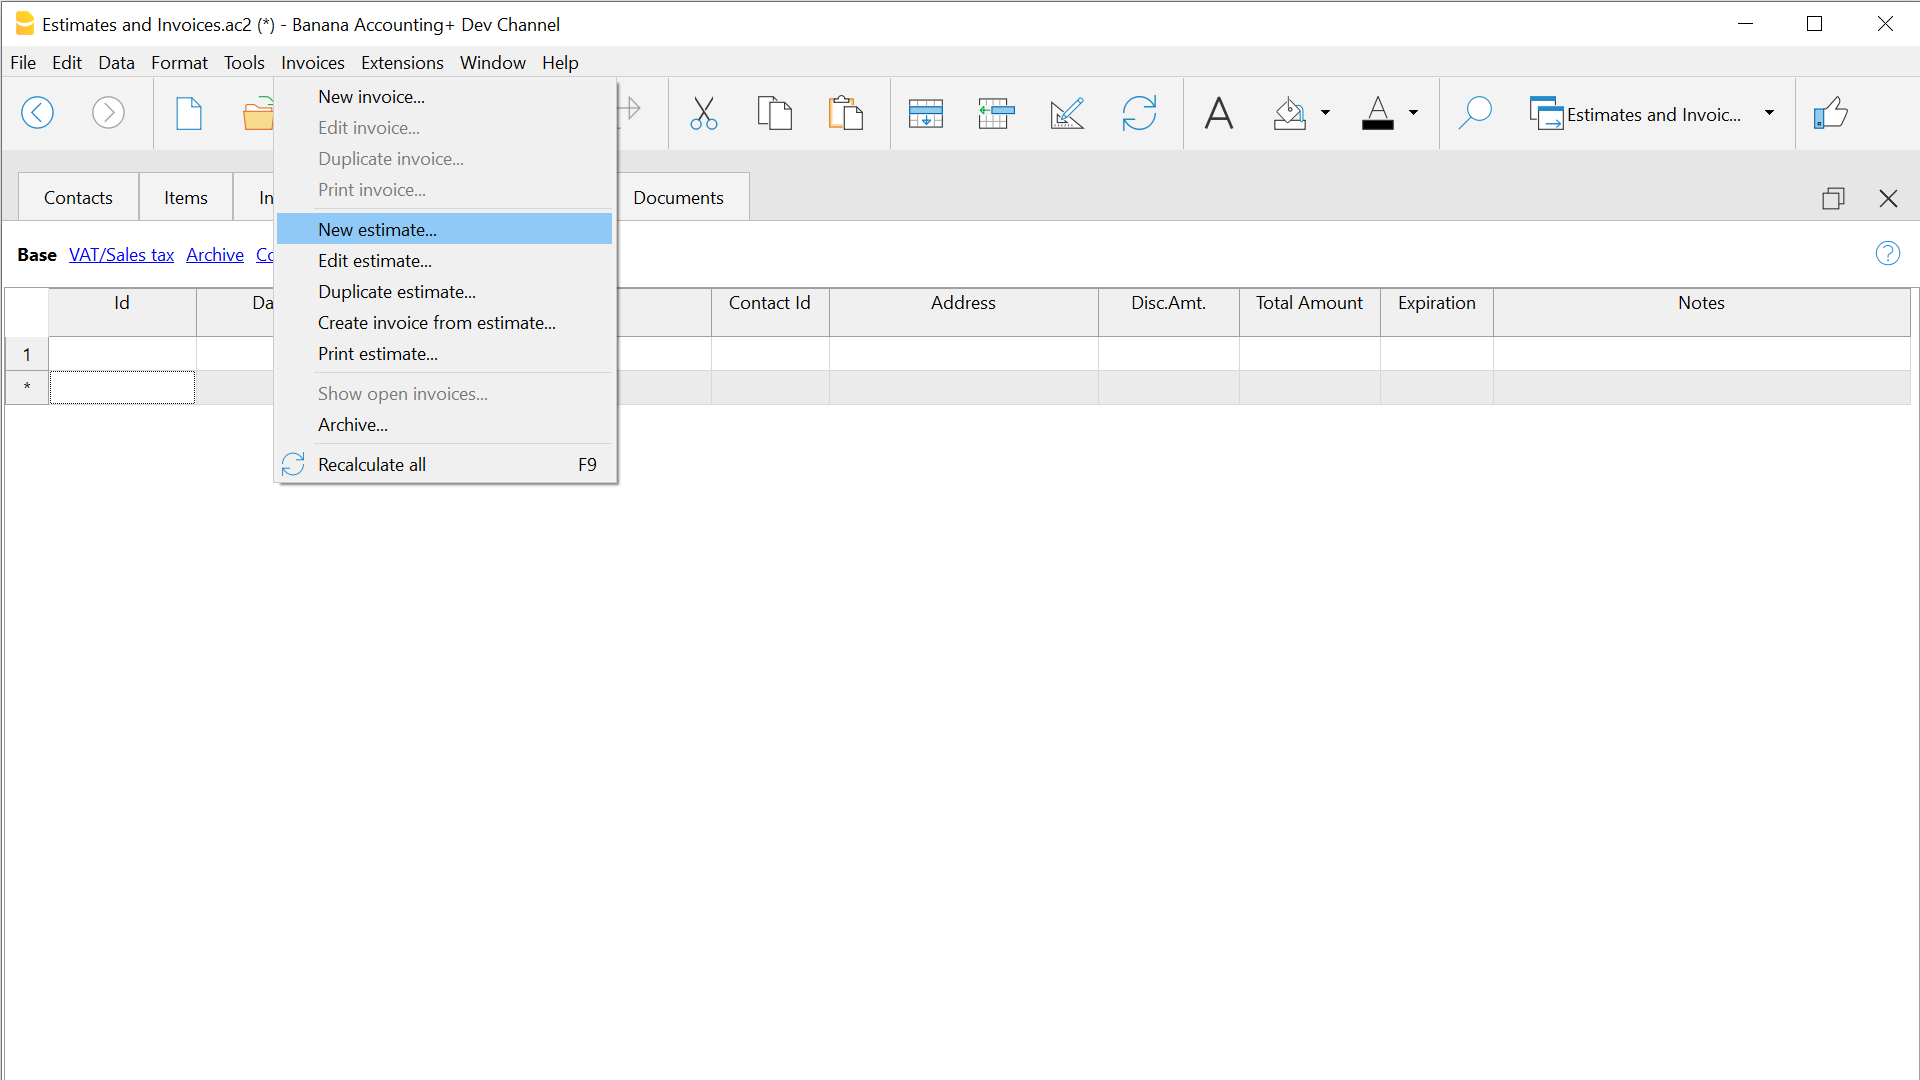 Estimates and Invoices.ac2 (*) - Banana Accounting+ Dev Channel
File Edit Data Format Tools Invoices Extensions Window Help
Estimates and Invoic...
New invoice...
Edit invoice...
Duplicate invoice...
Print invoice...
New estimate...
Edit estimate...
Duplicate estimate...
Create invoice from estimate...
Print estimate...
Show open invoices...
Archive...
Recalculate all F9
Contacts Items In Documents
Base VAT/Sales tax Archive Co
Id Da Contact Id Address Disc.Amt. Total Amount Expiration Notes
1
*